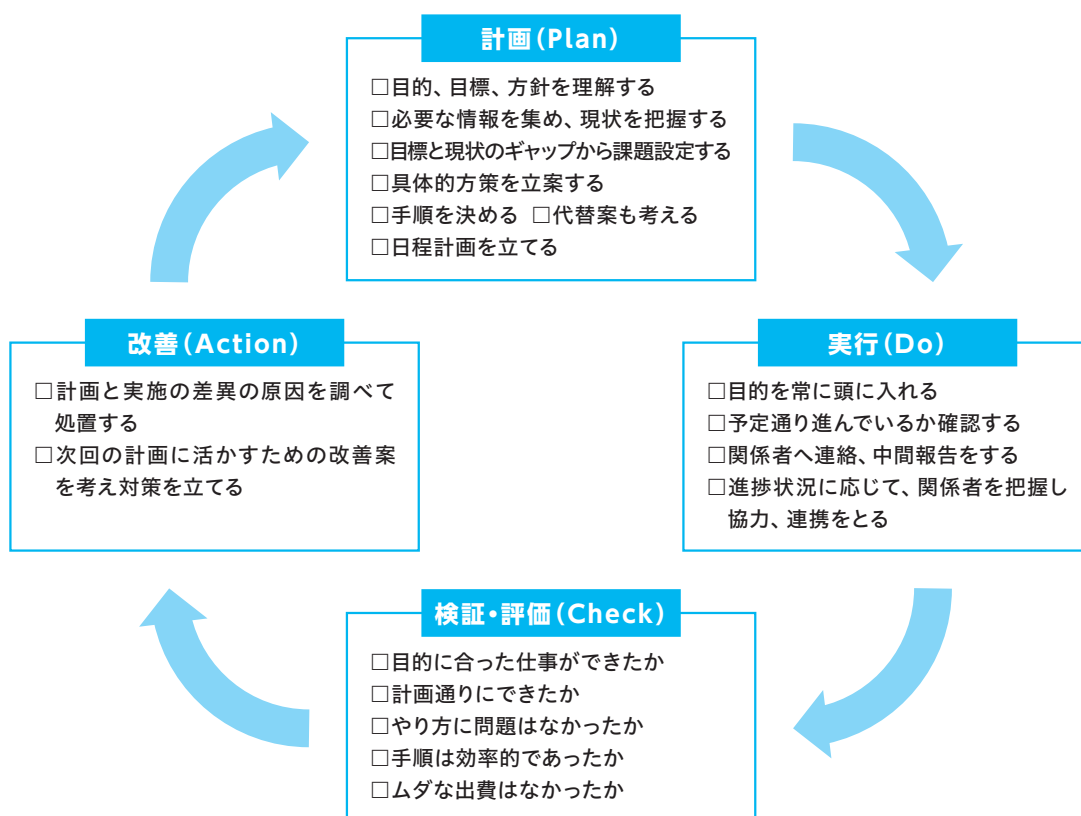 計画(Plan)
□目的、目標、方針を理解する
□必要な情報を集め、現状を把握する
□目標と現状のギャップから課題設定する
□具体的方策を立案する
□手順を決める □代替案も考える
□日程計画を立てる
実行(Do)
□目的を常に頭に入れる
□予定通り進んでいるか確認する
□関係者へ連絡、中間報告をする
□進捗状況に応じて、関係者を把握し
協力、連携をとる
検証・評価(Check)
□目的に合った仕事ができたか
□計画通りにできたか
□やり方に問題はなかったか
□手順は効率的であったか
□ムダな出費はなかったか
改善(Action)
□計画と実施の差異の原因を調べて
処置する
□次回の計画に活かすための改善案
を考え対策を立てる